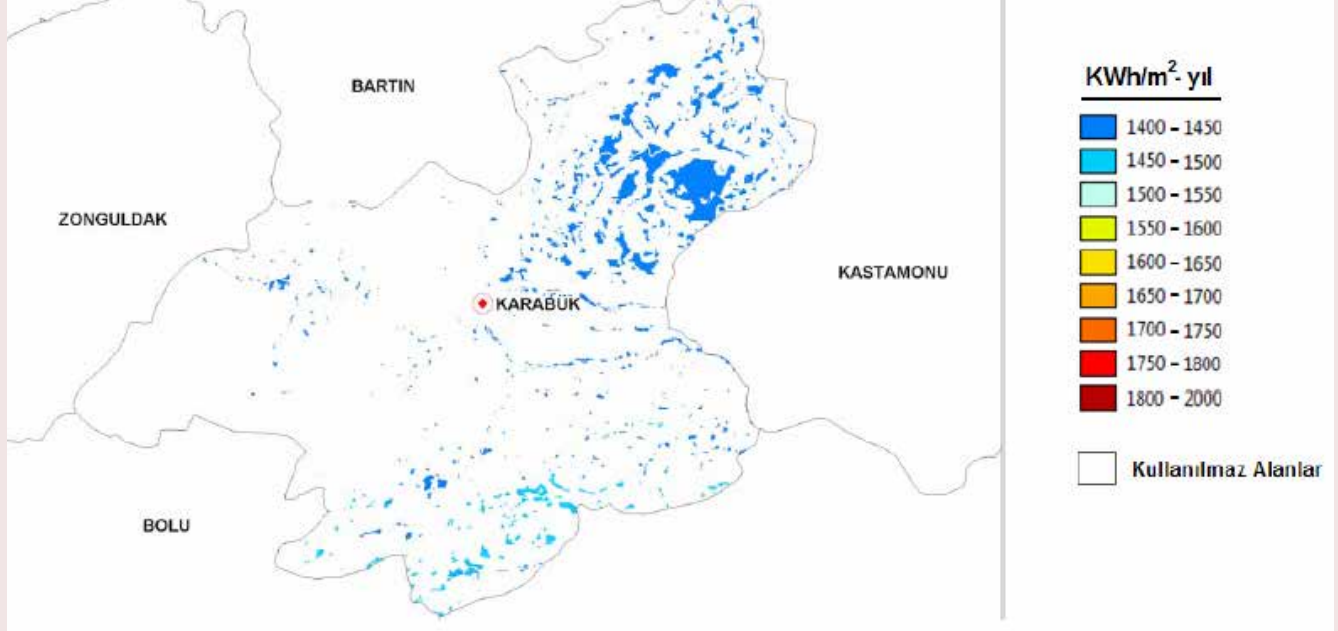 BARTIN
ZONGULDAK
KASTAMONU
KARABÜK
BOLU
KWh/m²- yıl
1400 - 1450
1450 - 1500
1500 - 1550
1550 - 1600
1600 - 1650
1650 - 1700
1700 - 1750
1750 - 1800
1800 - 2000
Kullanılmaz Alanlar